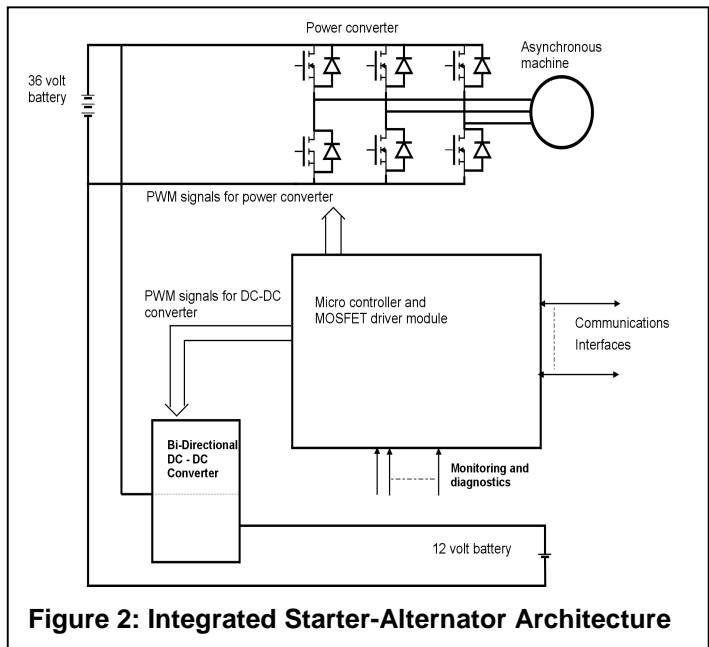 Power converter
Asynchronous
machine
36 volt
battery
PWM signals for power converter
PWM signals for DC-DC
converter
Micro controller and
MOSFET driver module
Communications
Interfaces
Bi-Directional
DC - DC
Converter
Monitoring and
diagnostics
12 volt battery
Figure 2: Integrated Starter-Alternator Architecture